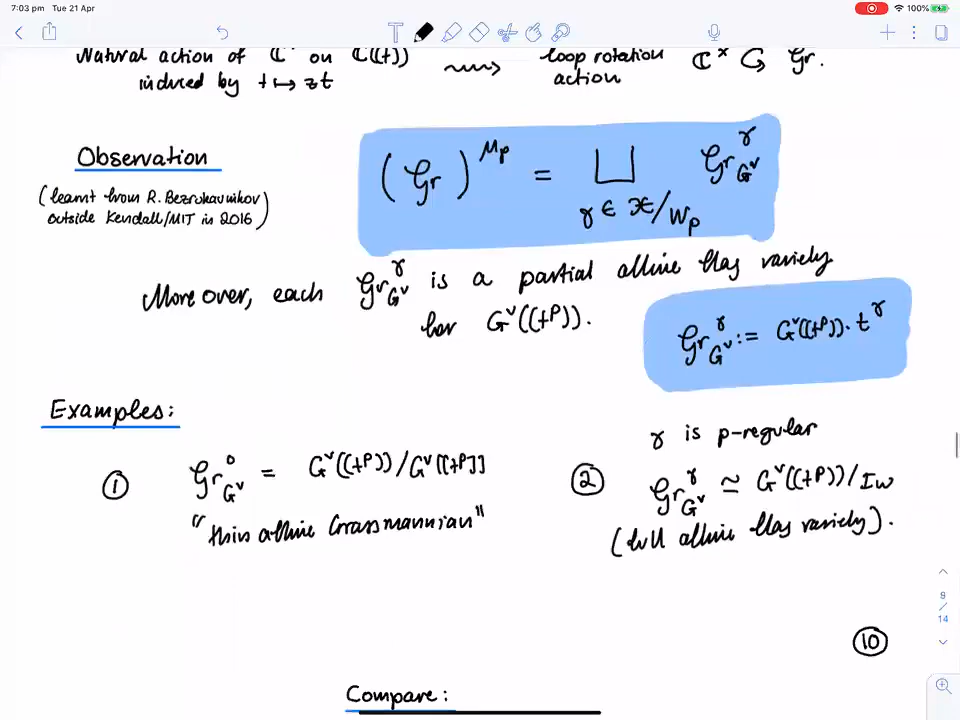 7:03 pm Tue 21 Apr
100%
Natural action of ℂˣ on ℂ((t))
induced by t ↦ zt
⇝ loop rotation action ℂˣ ↻ 𝒢r.
Observation
(learnt from R. Bezrukavnikov
outside Kendall/MIT in 2016)
(𝒢r)^{μ_p} = ⊔_{γ ∈ 𝔛/W_p} 𝒢r^γ_{G^∨}
Moreover, each 𝒢r^γ_{G^∨} is a partial affine flag variety
for G^∨((t^p)).
𝒢r^γ_{G^∨} := G^∨((t^p)) · t^γ
Examples:
① 𝒢r^0_{G^∨} = G^∨((t^p))/G^∨[[t^p]]
"thin affine Grassmannian"
② γ is p-regular
𝒢r^γ_{G^∨} ≃ G^∨((t^p))/Iw
(full affine flag variety).
9
/
14
⑩
Compare: